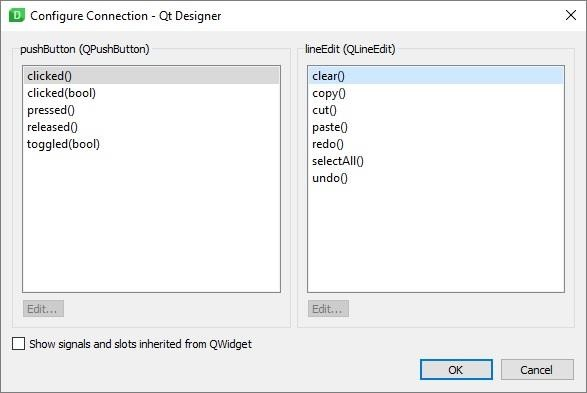 Configure Connection - Qt Designer
pushButton (QPushButton)
clicked()
clicked(bool)
pressed()
released()
toggled(bool)
Edit...
lineEdit (QLineEdit)
clear()
copy()
cut()
paste()
redo()
selectAll()
undo()
Edit...
Show signals and slots inherited from QWidget
OK
Cancel